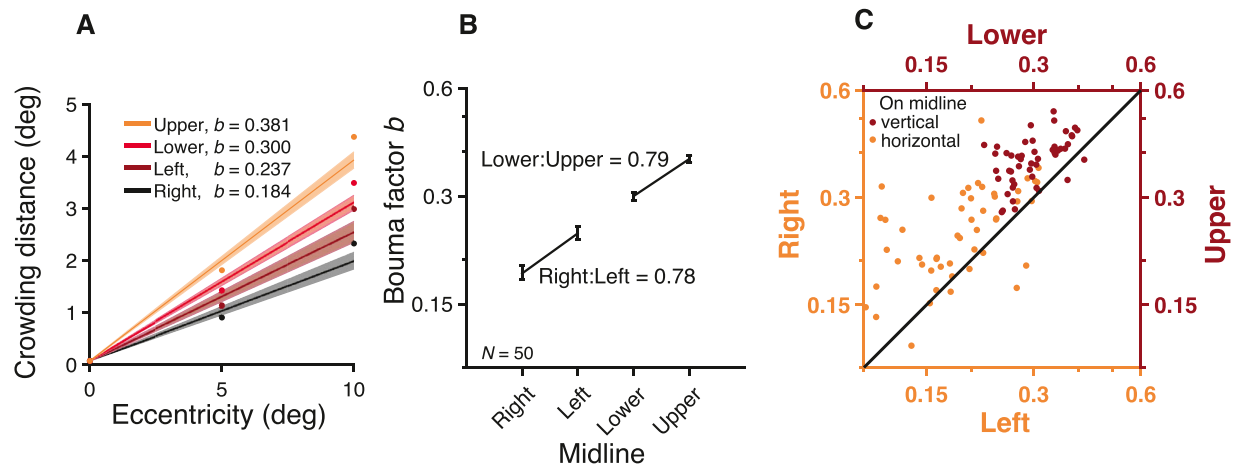 A
Crowding distance (deg)
5
4
3
2
1
0
Upper, b = 0.381
Lower, b = 0.300
Left, b = 0.237
Right, b = 0.184
0
5
10
Eccentricity (deg)
B
Bouma factor b
0.6
0.3
0.15
Lower:Upper = 0.79
Right:Left = 0.78
N = 50
Right
Left
Lower
Upper
Midline
C
Lower
0.15
0.3
0.6
Right
0.6
0.3
0.15
On midline
vertical
horizontal
0.6
0.3
0.15
Upper
0.15
0.3
0.6
Left